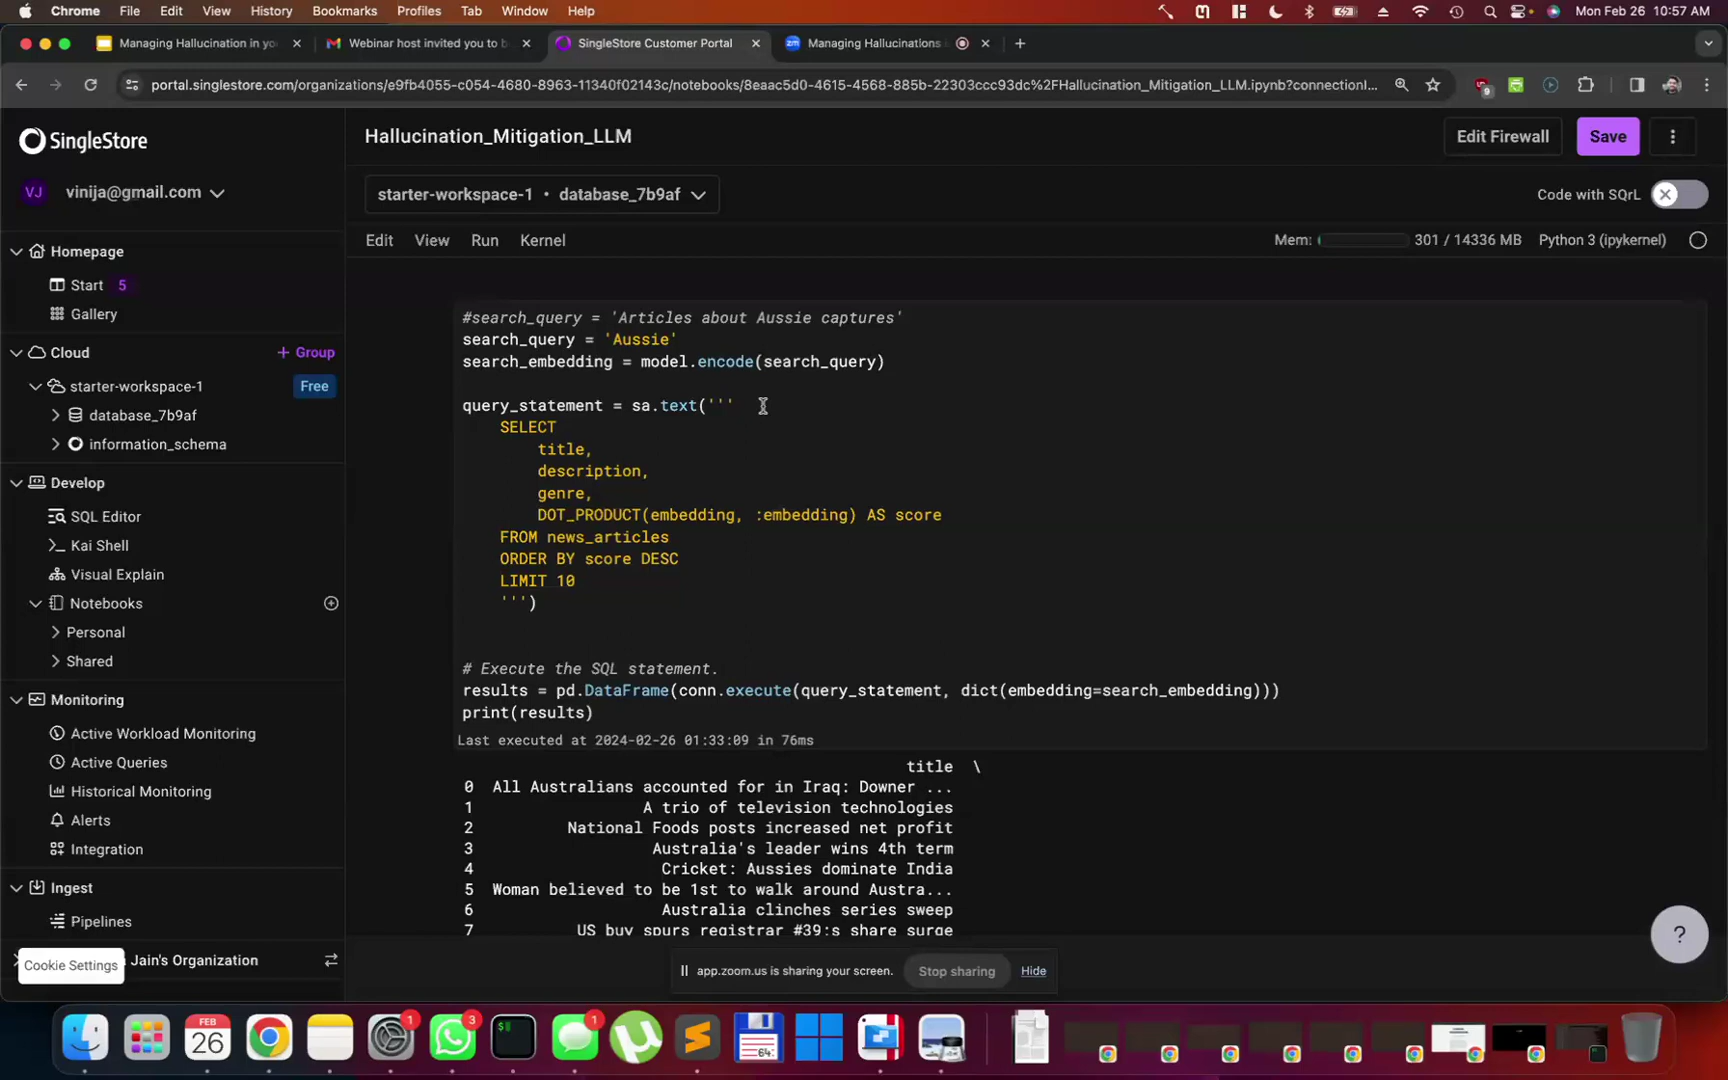 Chrome File Edit View History Bookmarks Profiles Tab Window Help Mon Feb 26 10:57 AM
Managing Hallucination in yo
Webinar host invited you to b
SingleStore Customer Portal
zm Managing Hallucinations
portal.singlestore.com/organizations/e9fb4055-c054-4680-8963-11340f02143c/notebooks/8eaac5d0-4615-4568-885b-22303ccc93dc%2FHallucination_Mitigation_LLM.ipynb?connectionI...
9
SingleStore
VJ vinija@gmail.com
Homepage
Start 5
Gallery
Cloud + Group
starter-workspace-1 Free
database_7b9af
information_schema
Develop
SQL Editor
Kai Shell
Visual Explain
Notebooks
Personal
Shared
Monitoring
Active Workload Monitoring
Active Queries
Historical Monitoring
Alerts
Integration
Ingest
Pipelines
Jain's Organization
Cookie Settings
Hallucination_Mitigation_LLM
Edit Firewall Save
starter-workspace-1 • database_7b9af
Code with SQrL
Edit View Run Kernel
Mem: 301 / 14336 MB Python 3 (ipykernel)
#search_query = 'Articles about Aussie captures'
search_query = 'Aussie'
search_embedding = model.encode(search_query)
query_statement = sa.text('''
SELECT
title,
description,
genre,
DOT_PRODUCT(embedding, :embedding) AS score
FROM news_articles
ORDER BY score DESC
LIMIT 10
''')
# Execute the SQL statement.
results = pd.DataFrame(conn.execute(query_statement, dict(embedding=search_embedding)))
print(results)
Last executed at 2024-02-26 01:33:09 in 76ms
title \
0 All Australians accounted for in Iraq: Downer ...
1 A trio of television technologies
2 National Foods posts increased net profit
3 Australia's leader wins 4th term
4 Cricket: Aussies dominate India
5 Woman believed to be 1st to walk around Austra...
6 Australia clinches series sweep
7 US buy spurs registrar #39;s share surge
?
app.zoom.us is sharing your screen. Stop sharing Hide
FEB
26
1
3
$
1
64